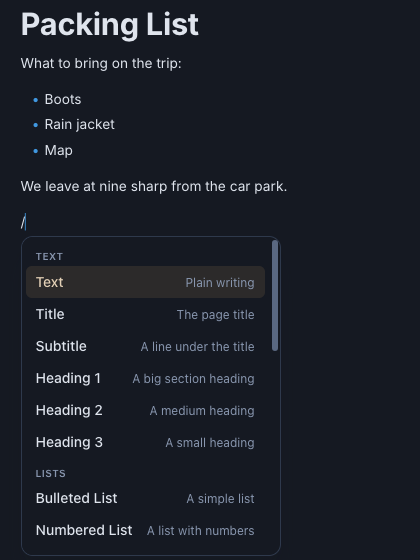 Packing List
What to bring on the trip:
• Boots
• Rain jacket
• Map
We leave at nine sharp from the car park.
/
TEXT
Text Plain writing
Title The page title
Subtitle A line under the title
Heading 1 A big section heading
Heading 2 A medium heading
Heading 3 A small heading
LISTS
Bulleted List A simple list
Numbered List A list with numbers